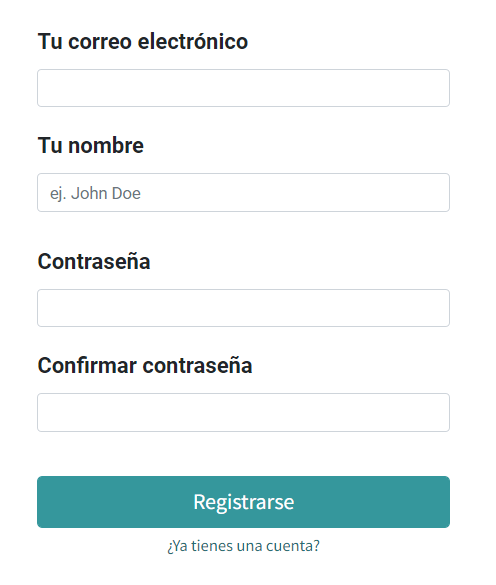 Tu correo electrónico
Tu nombre
ej. John Doe
Contraseña
Confirmar contraseña
Registrarse
¿Ya tienes una cuenta?